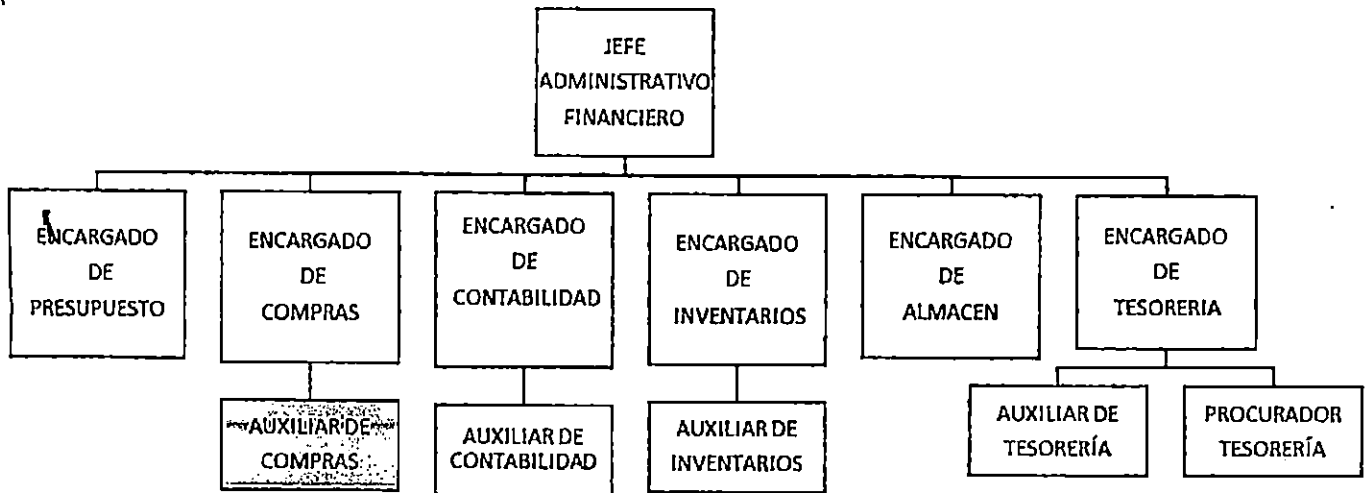 JEFE
ADMINISTRATIVO
FINANCIERO
ENCARGADO
DE
PRESUPUESTO
ENCARGADO
DE
COMPRAS
ENCARGADO
DE
CONTABILIDAD
ENCARGADO
DE
INVENTARIOS
ENCARGADO
DE
ALMACEN
ENCARGADO
DE
TESORERIA
AUXILIAR DE
COMPRAS
AUXILIAR DE
CONTABILIDAD
AUXILIAR DE
INVENTARIOS
AUXILIAR DE
TESORERÍA
PROCURADOR
TESORERÍA